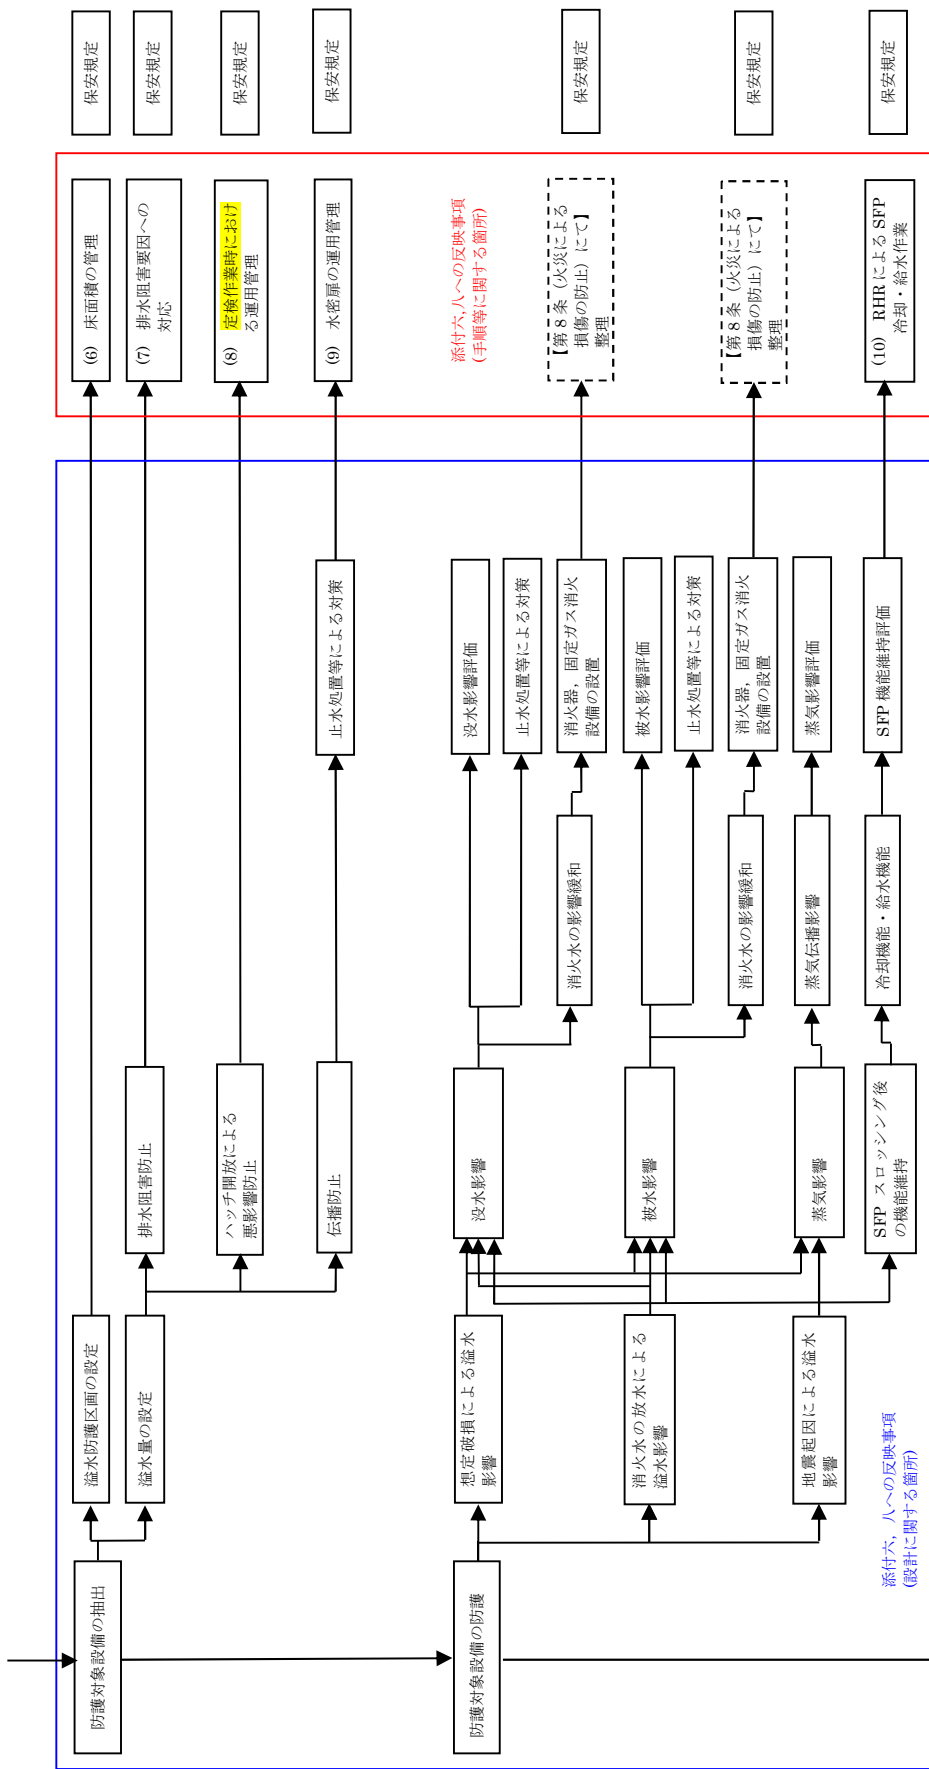 防護対象設備の抽出
溢水防護区画の設定
(6) 床面積の管理
保安規定
溢水量の設定
排水阻害防止
(7) 排水阻害要因への
対応
保安規定
ハッチ開放による
悪影響防止
(8) 定検作業時におけ
る運用管理
保安規定
伝播防止
止水処置等による対策
(9) 水密扉の運用管理
保安規定
添付六,八への反映事項
(手順等に関する箇所)
防護対象設備の防護
想定破損による溢水
影響
没水影響
没水影響評価
止水処置等による対策
消火水の影響緩和
消火器，固定ガス消火
設備の設置
【第8条（火災による
損傷の防止）にて】
整理
保安規定
消火水の放水による
溢水影響
被水影響
被水影響評価
止水処置等による対策
消火水の影響緩和
消火器，固定ガス消火
設備の設置
【第8条（火災による
損傷の防止）にて】
整理
保安規定
地震起因による溢水
影響
蒸気影響
蒸気伝播影響
蒸気影響評価
SFP スロッシング後
の機能維持
冷却機能・給水機能
SFP 機能維持評価
(10) RHR による SFP
冷却・給水作業
保安規定
添付六，八への反映事項
(設計に関する箇所)